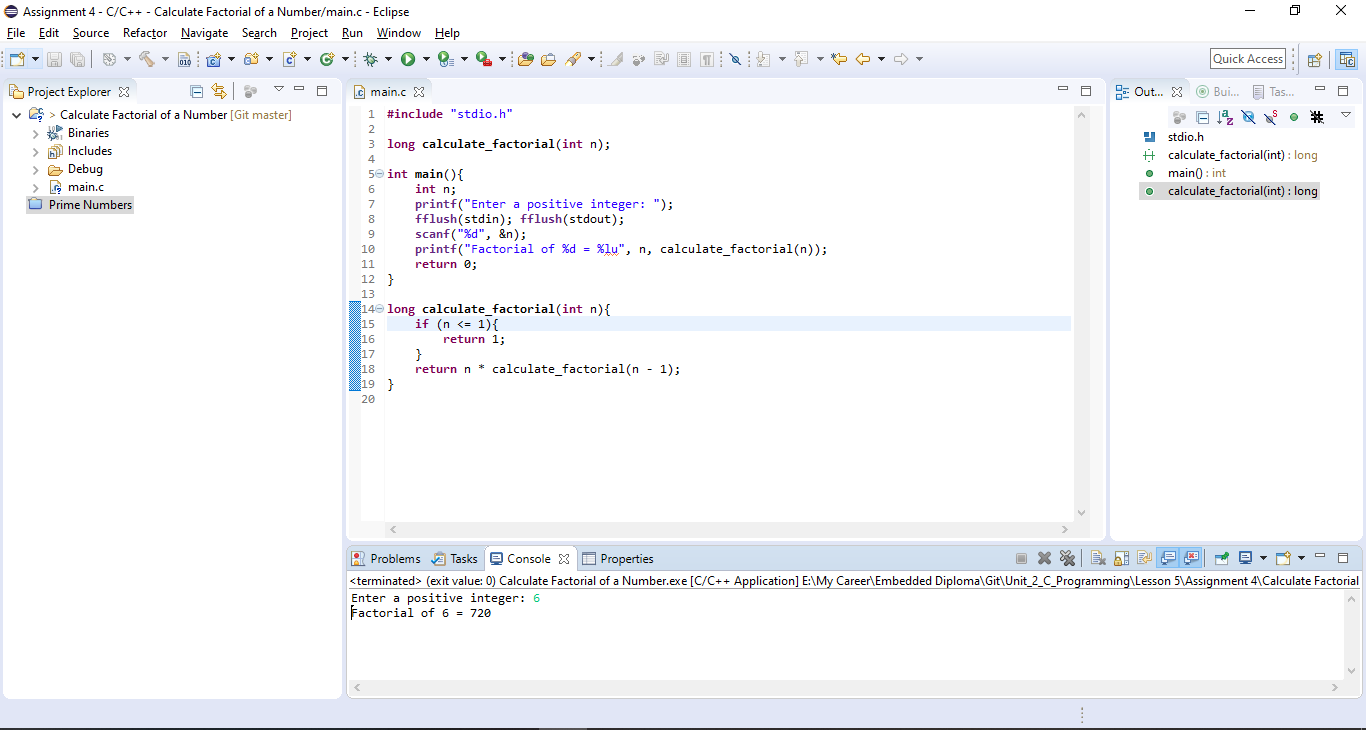 Assignment 4 - C/C++ - Calculate Factorial of a Number/main.c - Eclipse
File Edit Source Refactor Navigate Search Project Run Window Help
Quick Access
Project Explorer
> Calculate Factorial of a Number [Git master]
Binaries
Includes
Debug
main.c
Prime Numbers
main.c
1 #include "stdio.h"
2
3 long calculate_factorial(int n);
4
5 int main(){
6 int n;
7 printf("Enter a positive integer: ");
8 fflush(stdin); fflush(stdout);
9 scanf("%d", &n);
10 printf("Factorial of %d = %lu", n, calculate_factorial(n));
11 return 0;
12 }
13
14 long calculate_factorial(int n){
15 if (n <= 1){
16 return 1;
17 }
18 return n * calculate_factorial(n - 1);
19 }
20
Out... Bui... Tas...
stdio.h
calculate_factorial(int) : long
main() : int
calculate_factorial(int) : long
Problems Tasks Console Properties
<terminated> (exit value: 0) Calculate Factorial of a Number.exe [C/C++ Application] E:\My Career\Embedded Diploma\Git\Unit_2_C_Programming\Lesson 5\Assignment 4\Calculate Factorial
Enter a positive integer: 6
Factorial of 6 = 720